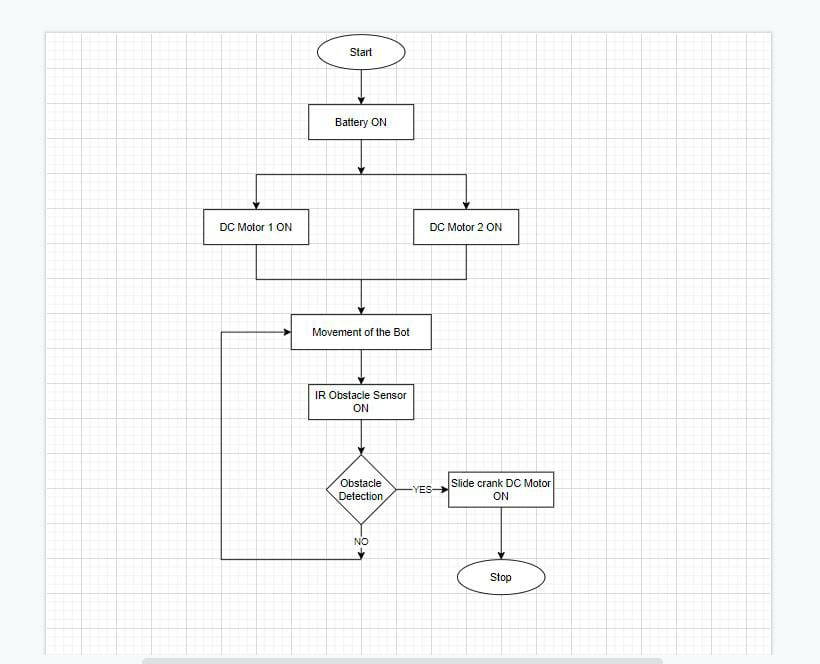 Start
Battery ON
DC Motor 1 ON
DC Motor 2 ON
Movement of the Bot
IR Obstacle Sensor
ON
Obstacle
Detection
YES
Slide crank DC Motor
ON
NO
Stop